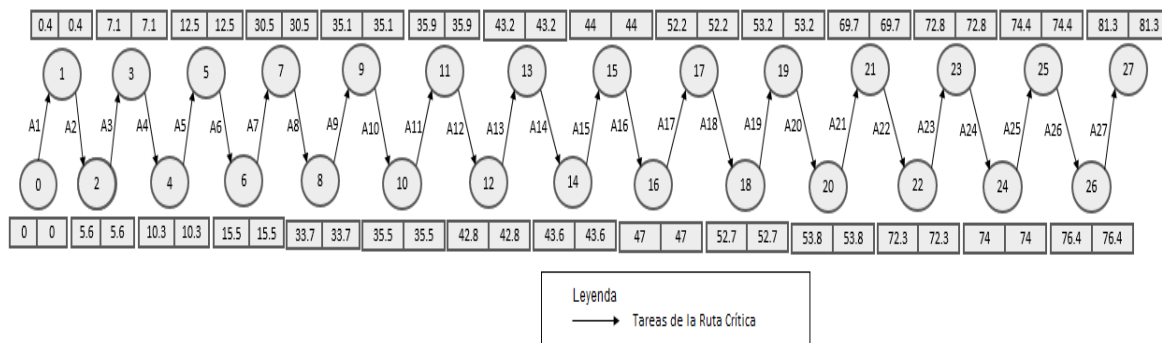 0.4 0.4 7.1 7.1 12.5 12.5 30.5 30.5 35.1 35.1 35.9 35.9 43.2 43.2 44 44 52.2 52.2 53.2 53.2 69.7 69.7 72.8 72.8 74.4 74.4 81.3 81.3
1 3 5 7 9 11 13 15 17 19 21 23 25 27
A1 A2 A3 A4 A5 A6 A7 A8 A9 A10 A11 A12 A13 A14 A15 A16 A17 A18 A19 A20 A21 A22 A23 A24 A25 A26 A27
0 2 4 6 8 10 12 14 16 18 20 22 24 26
0 0 5.6 5.6 10.3 10.3 15.5 15.5 33.7 33.7 35.5 35.5 42.8 42.8 43.6 43.6 47 47 52.7 52.7 53.8 53.8 72.3 72.3 74 74 76.4 76.4
Leyenda
Tareas de la Ruta Crítica